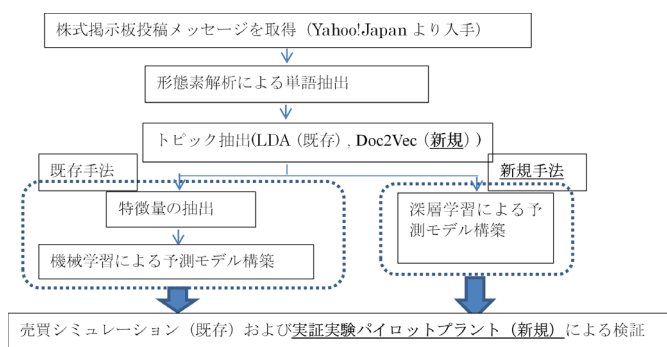 株式掲示板投稿メッセージを取得（Yahoo!Japan より入手）
形態素解析による単語抽出
トピック抽出(LDA（既存）, Doc2Vec（新規）)
既存手法
新規手法
特徴量の抽出
機械学習による予測モデル構築
深層学習による予
測モデル構築
売買シミュレーション（既存）および実証実験パイロットプラント（新規）による検証